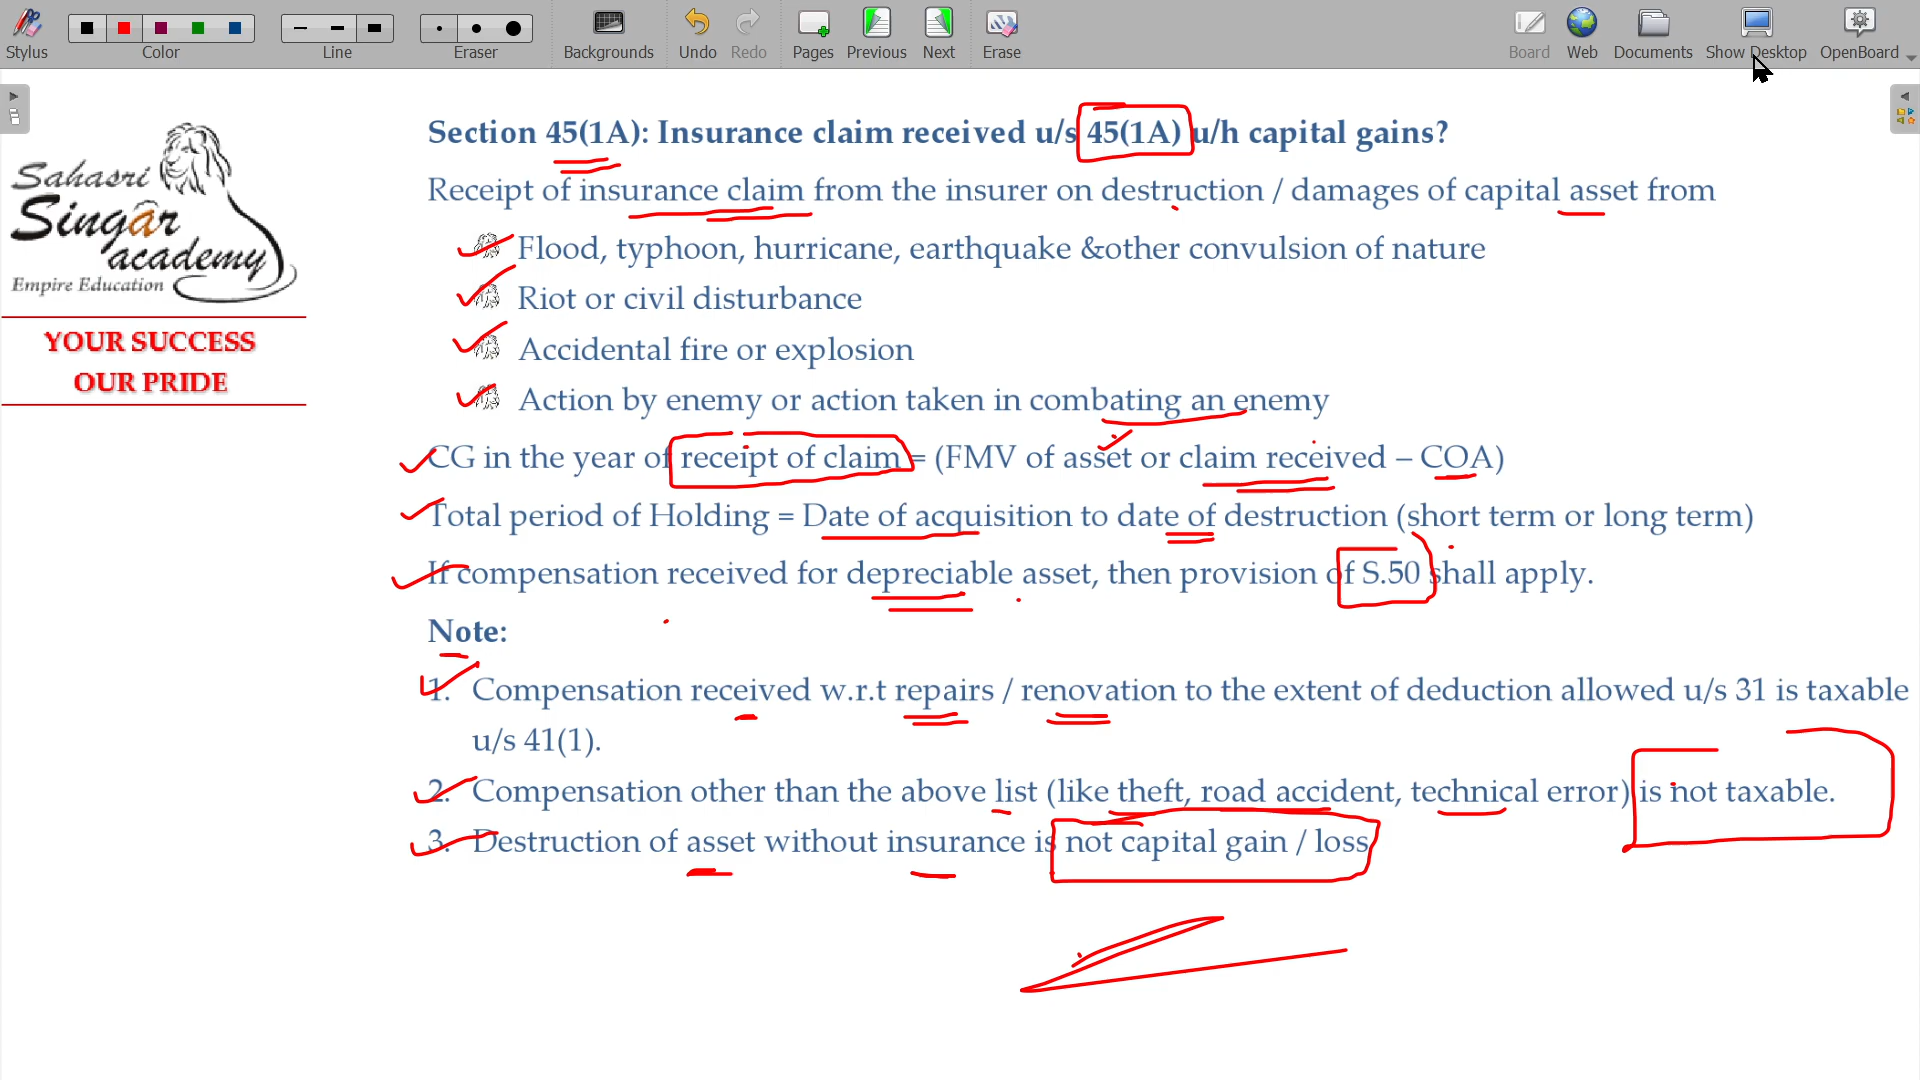 Stylus
Color
Line
Eraser
Backgrounds
Undo
Redo
Pages
Previous
Next
Erase
Board
Web
Documents
Show Desktop
OpenBoard
Sahasri
Singar
academy
Empire Education
YOUR SUCCESS
OUR PRIDE
Section 45(1A): Insurance claim received u/s 45(1A) u/h capital gains?
Receipt of insurance claim from the insurer on destruction / damages of capital asset from
Flood, typhoon, hurricane, earthquake &other convulsion of nature
Riot or civil disturbance
Accidental fire or explosion
Action by enemy or action taken in combating an enemy
CG in the year of receipt of claim = (FMV of asset or claim received – COA)
Total period of Holding = Date of acquisition to date of destruction (short term or long term)
If compensation received for depreciable asset, then provision of S.50 shall apply.
Note:
1. Compensation received w.r.t repairs / renovation to the extent of deduction allowed u/s 31 is taxable
u/s 41(1).
2. Compensation other than the above list (like theft, road accident, technical error) is not taxable.
3. Destruction of asset without insurance is not capital gain / loss